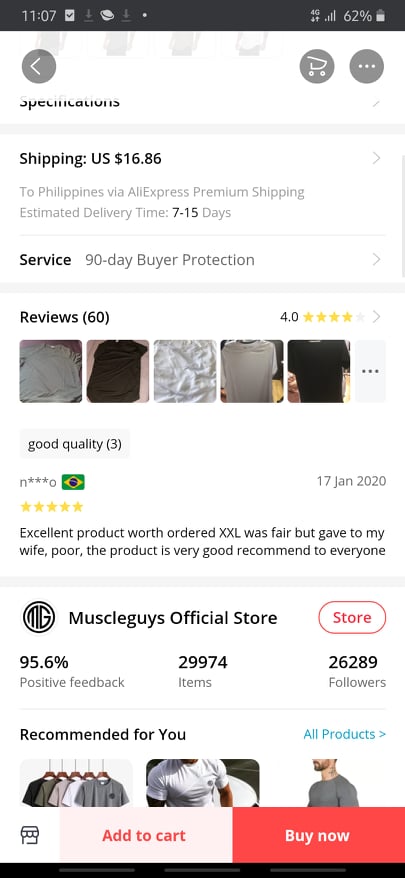 11:07
4G
62%
Specifications
Shipping: US $16.86
To Philippines via AliExpress Premium Shipping
Estimated Delivery Time: 7-15 Days
Service 90-day Buyer Protection
Reviews (60)
4.0
good quality (3)
n***o
17 Jan 2020
Excellent product worth ordered XXL was fair but gave to my
wife, poor, the product is very good recommend to everyone
MG
Muscleguys Official Store
Store
95.6%
29974
26289
Positive feedback
Items
Followers
Recommended for You
All Products >
Add to cart
Buy now